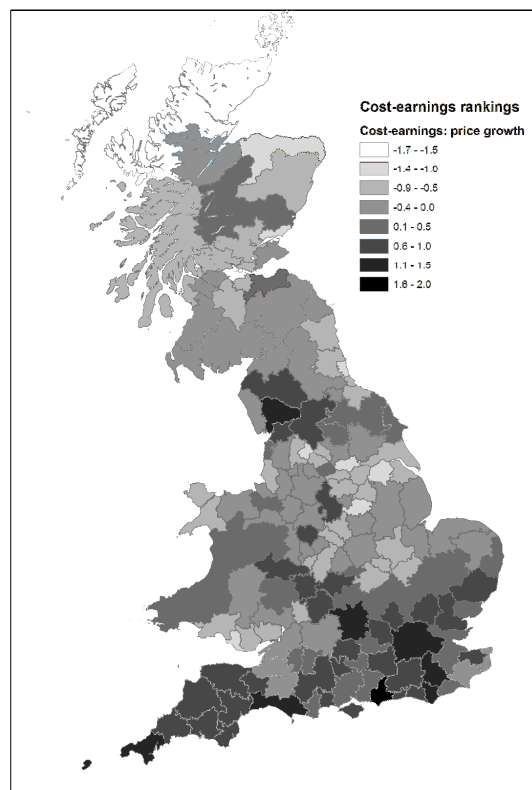 Cost-earnings rankings
Cost-earnings: price growth
-1.7 - -1.5
-1.4 - -1.0
-0.9 - -0.5
-0.4 - 0.0
0.1 - 0.5
0.6 - 1.0
1.1 - 1.5
1.6 - 2.0